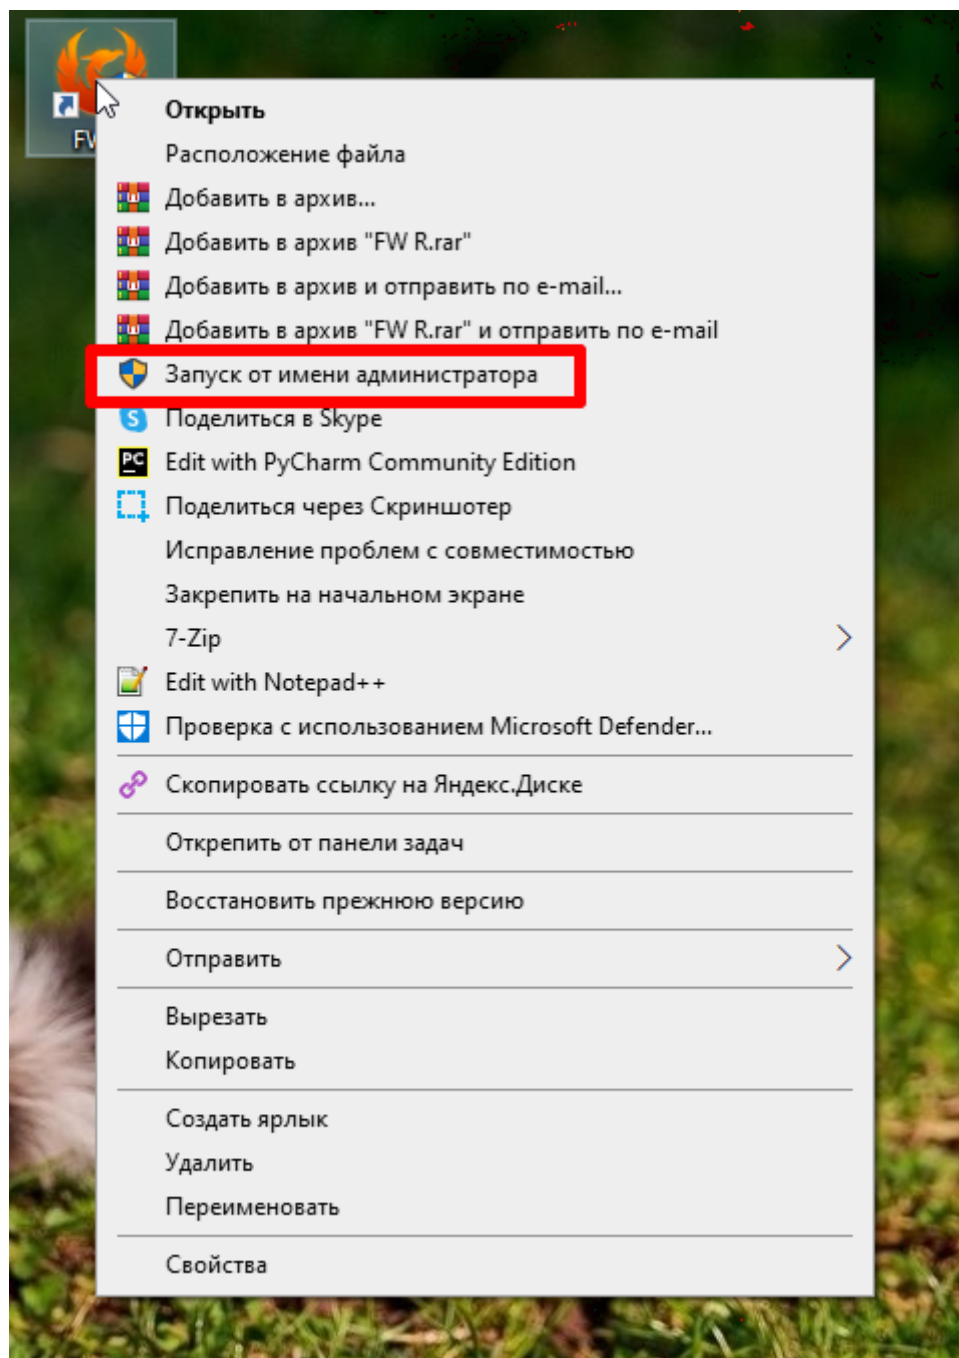 Открыть
Расположение файла
Добавить в архив...
Добавить в архив "FW R.rar"
Добавить в архив и отправить по e-mail...
Добавить в архив "FW R.rar" и отправить по e-mail
Запуск от имени администратора
Поделиться в Skype
Edit with PyCharm Community Edition
Поделиться через Скриншотер
Исправление проблем с совместимостью
Закрепить на начальном экране
7-Zip
Edit with Notepad++
Проверка с использованием Microsoft Defender...
Скопировать ссылку на Яндекс.Диске
Открепить от панели задач
Восстановить прежнюю версию
Отправить
Вырезать
Копировать
Создать ярлык
Удалить
Переименовать
Свойства